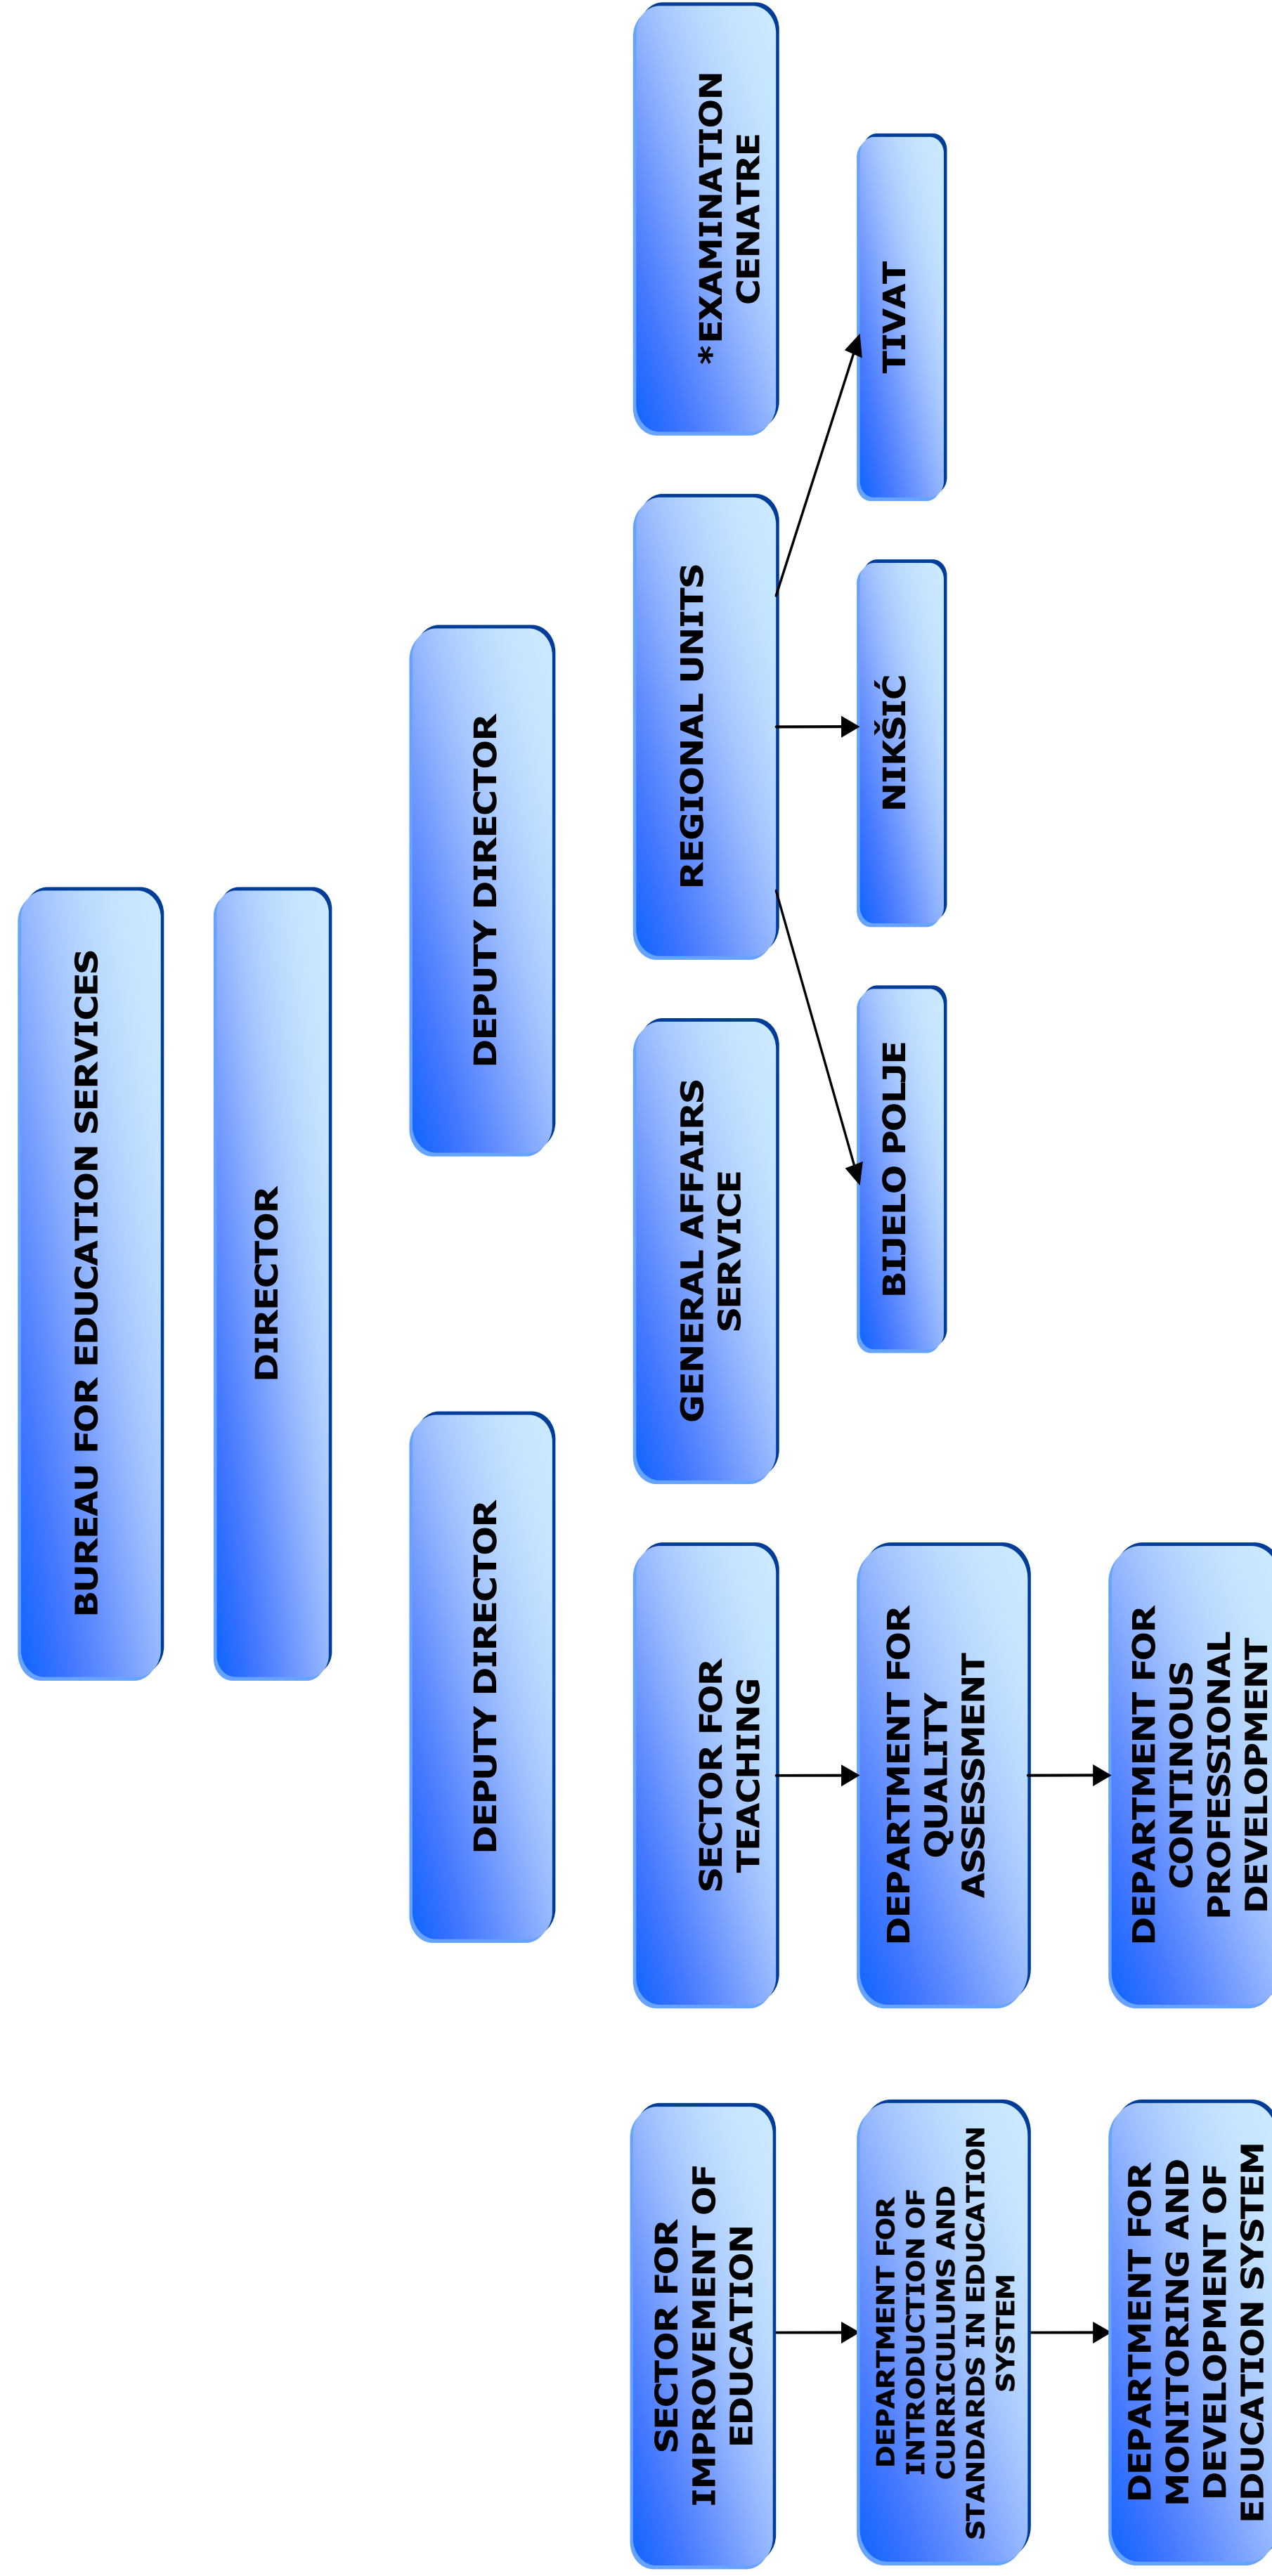 BUREAU FOR EDUCATION SERVICES
DIRECTOR
DEPUTY DIRECTOR
DEPUTY DIRECTOR
SECTOR FOR
IMPROVEMENT OF
EDUCATION
SECTOR FOR
TEACHING
GENERAL AFFAIRS
SERVICE
REGIONAL UNITS
*EXAMINATION
CENATRE
DEPARTMENT FOR
INTRODUCTION OF
CURRICULUMS AND
STANDARDS IN EDUCATION
SYSTEM
DEPARTMENT FOR
QUALITY
ASSESSMENT
BIJELO POLJE
NIKŠIĆ
TIVAT
DEPARTMENT FOR
MONITORING AND
DEVELOPMENT OF
EDUCATION SYSTEM
DEPARTMENT FOR
CONTINOUS
PROFESSIONAL
DEVELOPMENT